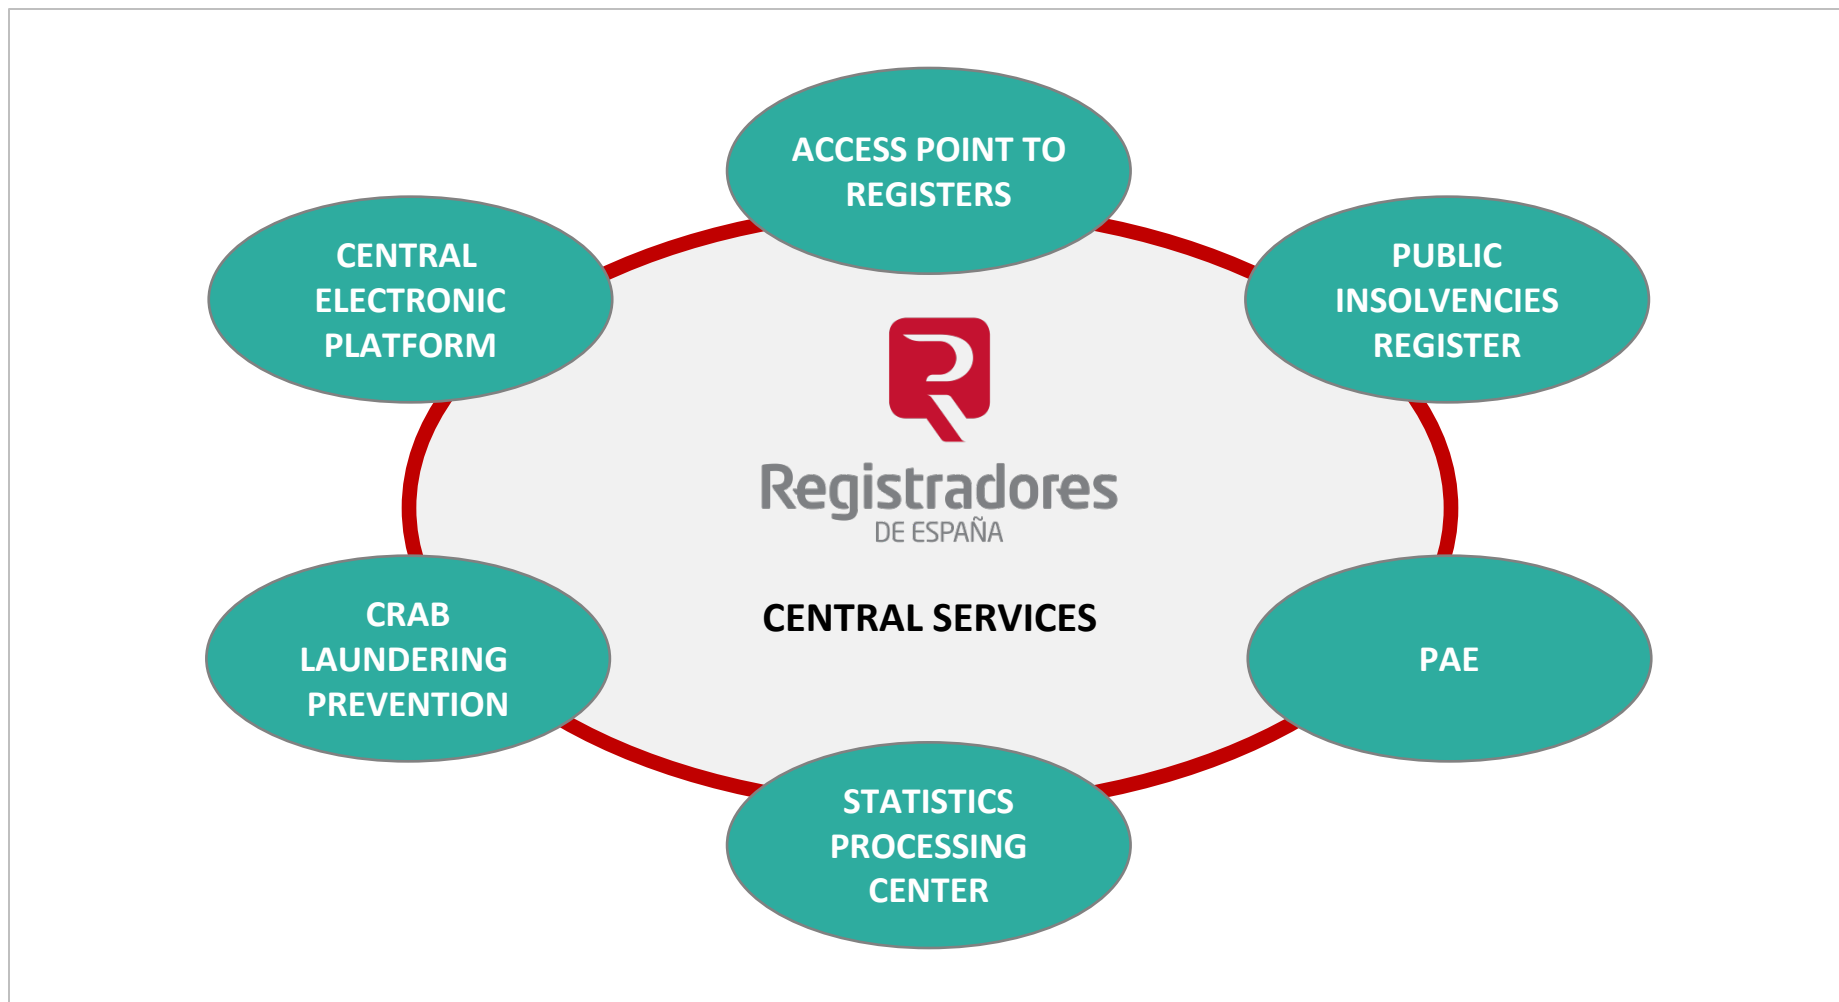 ACCESS POINT TO
REGISTERS
CENTRAL
ELECTRONIC
PLATFORM
PUBLIC
INSOLVENCIES
REGISTER
Registradores
DE ESPAÑA
CENTRAL SERVICES
CRAB
LAUNDERING
PREVENTION
PAE
STATISTICS
PROCESSING
CENTER